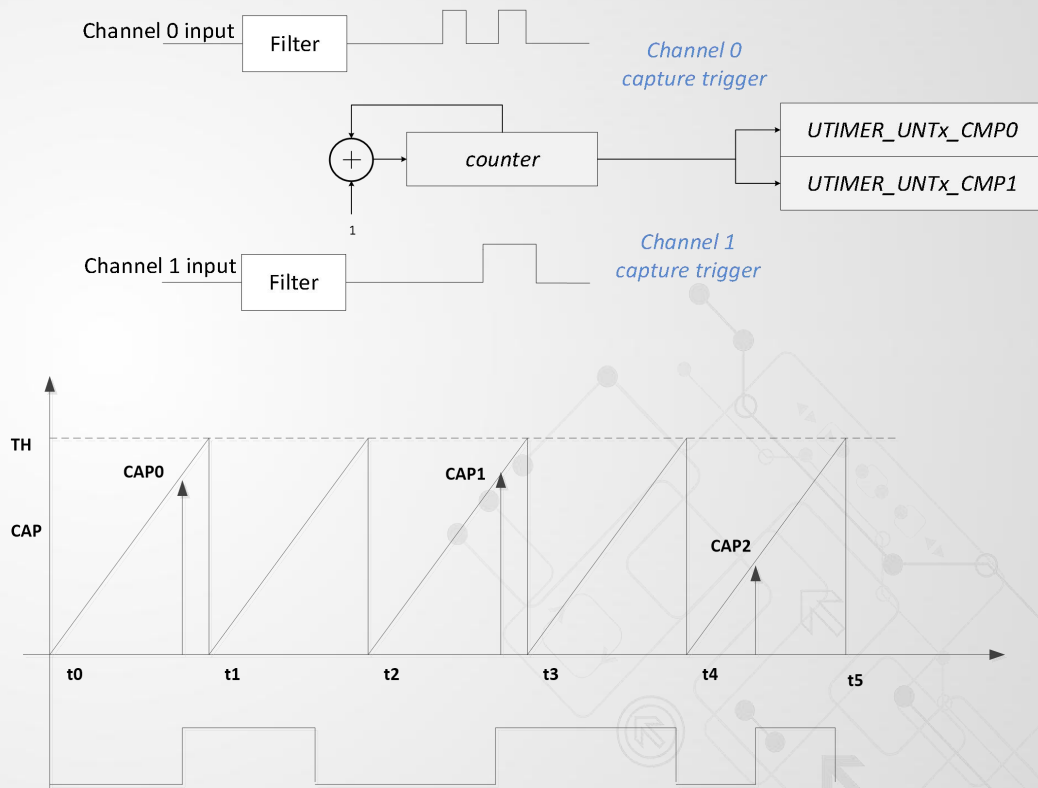 Channel 0 input
Filter
Channel 0
capture trigger
UTIMER_UNTx_CMP0
+
counter
UTIMER_UNTx_CMP1
1
Channel 1 input
Filter
Channel 1
capture trigger
TH
CAP0
CAP1
CAP
CAP2
t0
t1
t2
t3
t4
t5